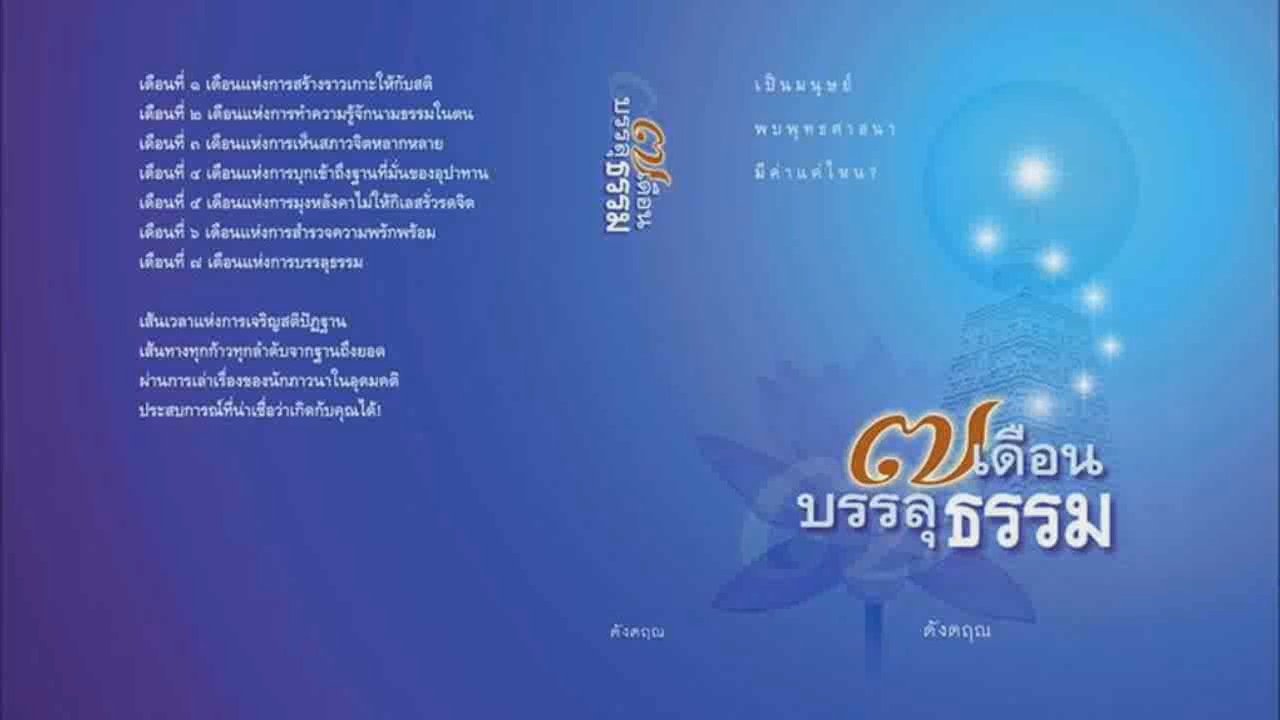 เดือนที่ ๑ เดือนแห่งการสร้างราวเกาะให้กับสติ
เดือนที่ ๒ เดือนแห่งการทำความรู้จักนามธรรมในตน
เดือนที่ ๓ เดือนแห่งการเห็นสภาวจิตหลากหลาย
เดือนที่ ๔ เดือนแห่งการบุกเข้าถึงฐานที่มั่นของอุปาทาน
เดือนที่ ๕ เดือนแห่งการมุงหลังคาไม่ให้กิเลสรั่วรดจิต
เดือนที่ ๖ เดือนแห่งการสำรวจความพรักพร้อม
เดือนที่ ๗ เดือนแห่งการบรรลุธรรม
เส้นเวลาแห่งการเจริญสติปัฏฐาน
เส้นทางทุกก้าวทุกลำดับจากฐานถึงยอด
ผ่านการเล่าเรื่องของนักภาวนาในอุดมคติ
ประสบการณ์ที่น่าเชื่อว่าเกิดกับคุณได้!
๗เดือน
บรรลุธรรม
ดังตฤณ
เป็นมนุษย์
พบพุทธศาสนา
มีค่าแค่ไหน?
๗เดือน
บรรลุธรรม
ดังตฤณ